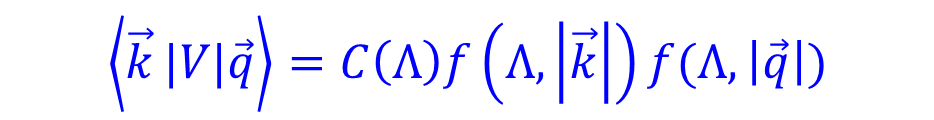 ⟨k⃗ |V|q⃗⟩ = C(Λ)f (Λ, |k⃗|) f(Λ, |q⃗|)